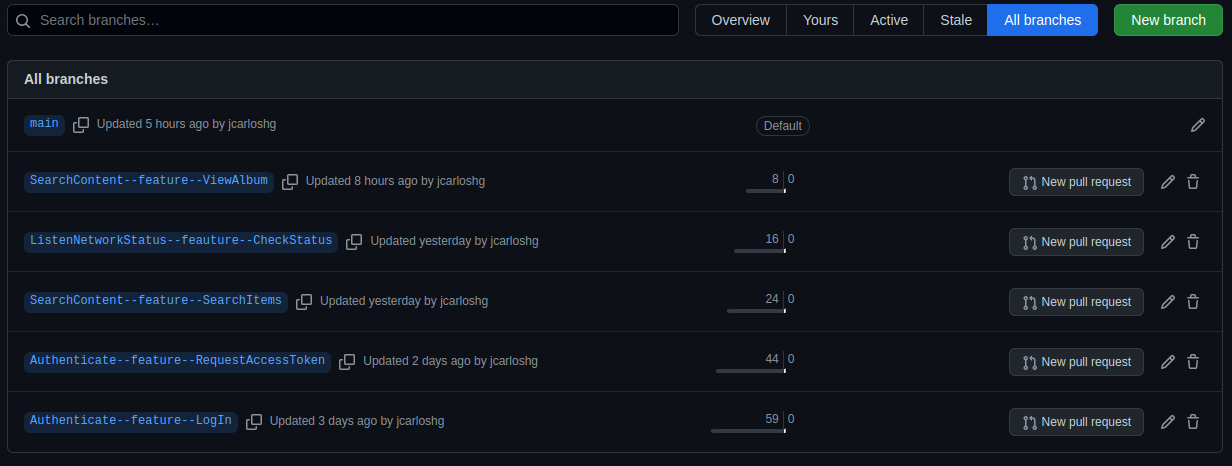 Search branches…
Overview Yours Active Stale All branches New branch
All branches
main Updated 5 hours ago by jcarloshg Default
SearchContent--feature--ViewAlbum Updated 8 hours ago by jcarloshg 8 0 New pull request
ListenNetworkStatus--feauture--CheckStatus Updated yesterday by jcarloshg 16 0 New pull request
SearchContent--feature--SearchItems Updated yesterday by jcarloshg 24 0 New pull request
Authenticate--feature--RequestAccessToken Updated 2 days ago by jcarloshg 44 0 New pull request
Authenticate--feature--LogIn Updated 3 days ago by jcarloshg 59 0 New pull request